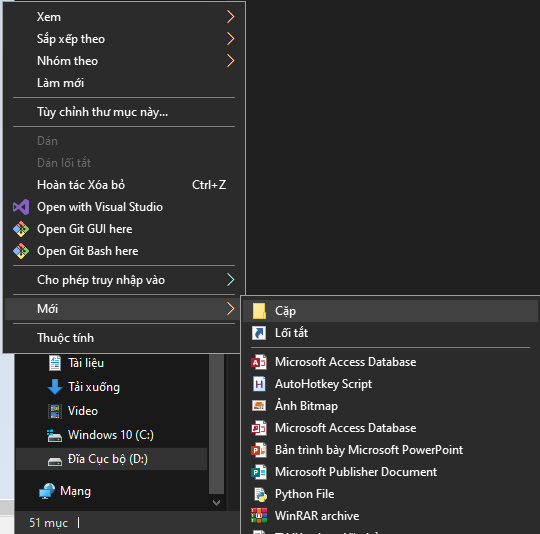 Xem
Sắp xếp theo
Nhóm theo
Làm mới
Tùy chỉnh thư mục này...
Dán
Dán lối tắt
Hoàn tác Xóa bỏ Ctrl+Z
Open with Visual Studio
Open Git GUI here
Open Git Bash here
Cho phép truy nhập vào
Mới
Thuộc tính
Cặp
Lối tắt
Microsoft Access Database
AutoHotkey Script
Ảnh Bitmap
Microsoft Access Database
Bản trình bày Microsoft PowerPoint
Microsoft Publisher Document
Python File
WinRAR archive
Tài liệu
Tải xuống
Video
Windows 10 (C:)
Đĩa Cục bộ (D:)
Mạng
51 mục